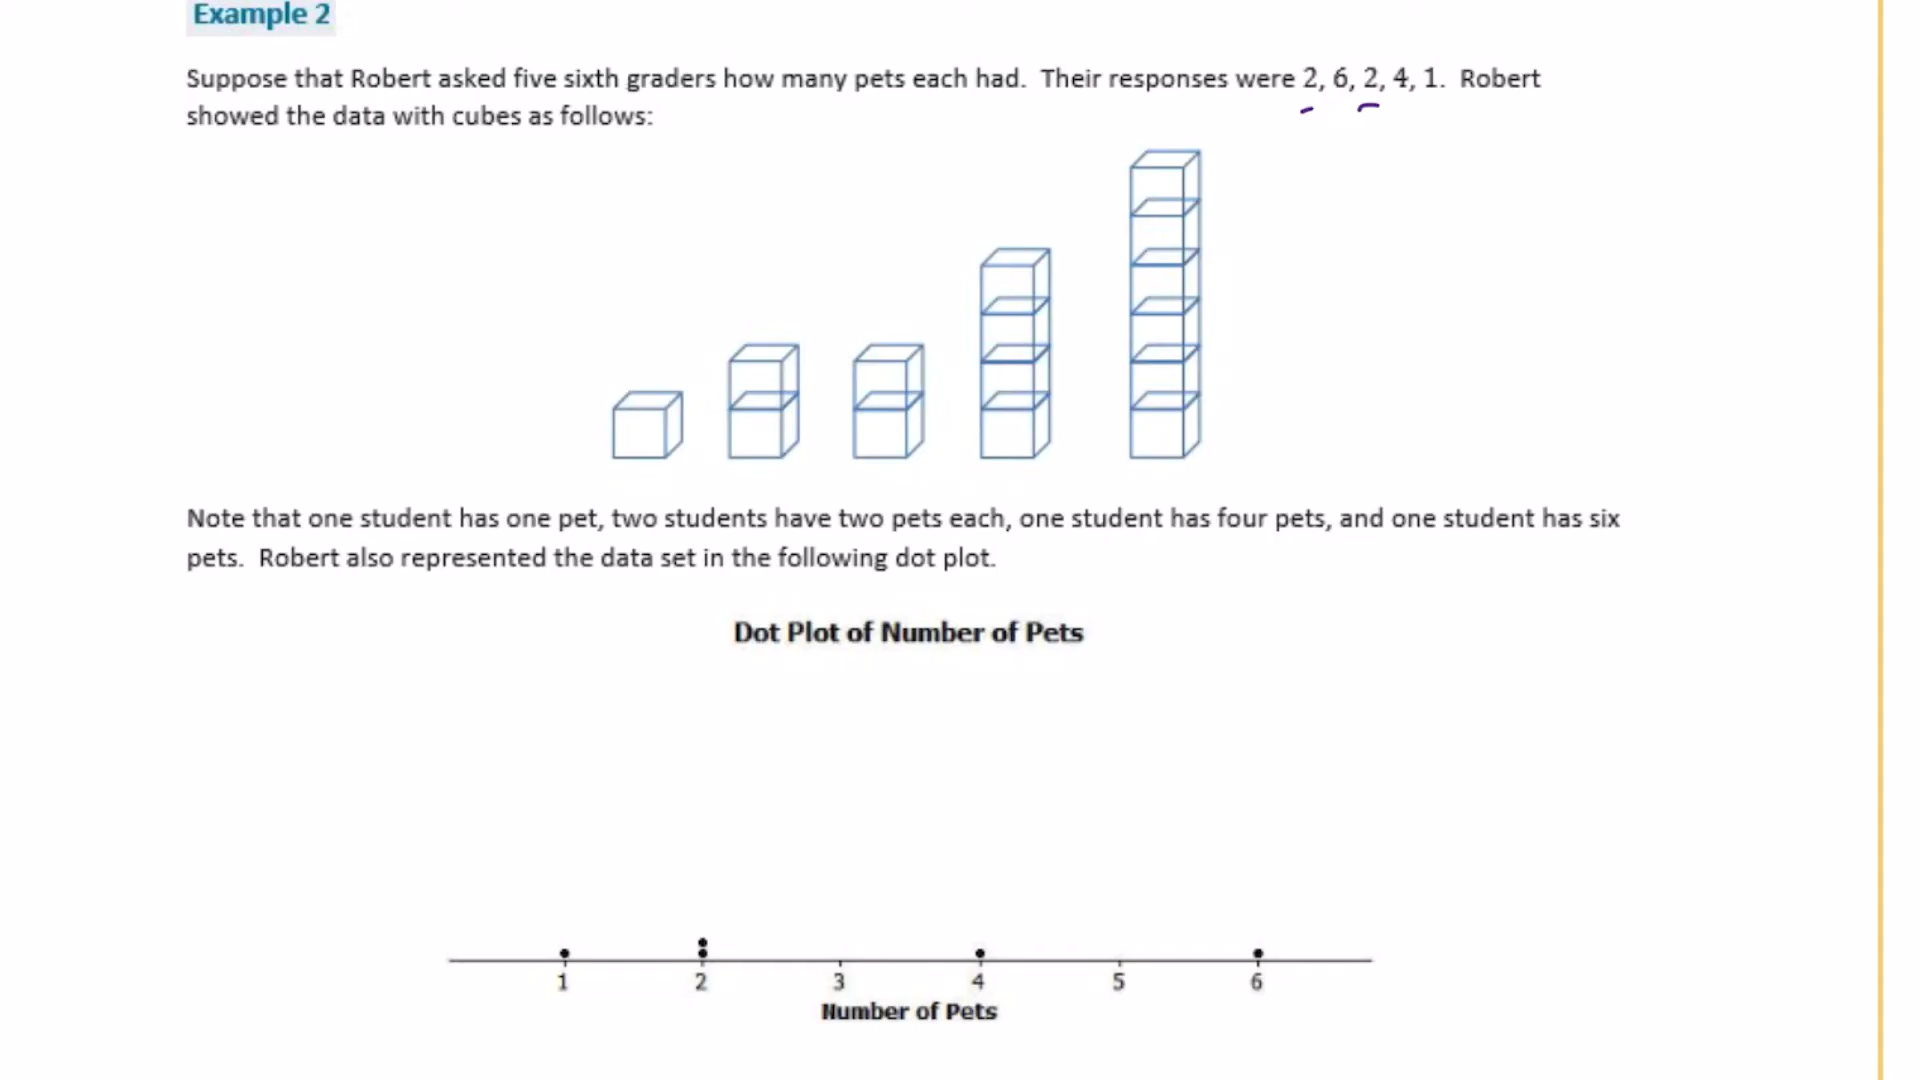 Example 2
Suppose that Robert asked five sixth graders how many pets each had. Their responses were 2, 6, 2, 4, 1. Robert
showed the data with cubes as follows:
Note that one student has one pet, two students have two pets each, one student has four pets, and one student has six
pets. Robert also represented the data set in the following dot plot.
Dot Plot of Number of Pets
1 2 3 4 5 6
Number of Pets